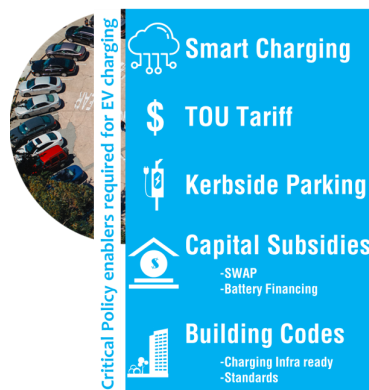 Critical Policy enablers required for EV charging
Smart Charging
$ TOU Tariff
Kerbside Parking
$
Capital Subsidies
-SWAP
-Battery Financing
Building Codes
-Charging Infra ready
-Standards